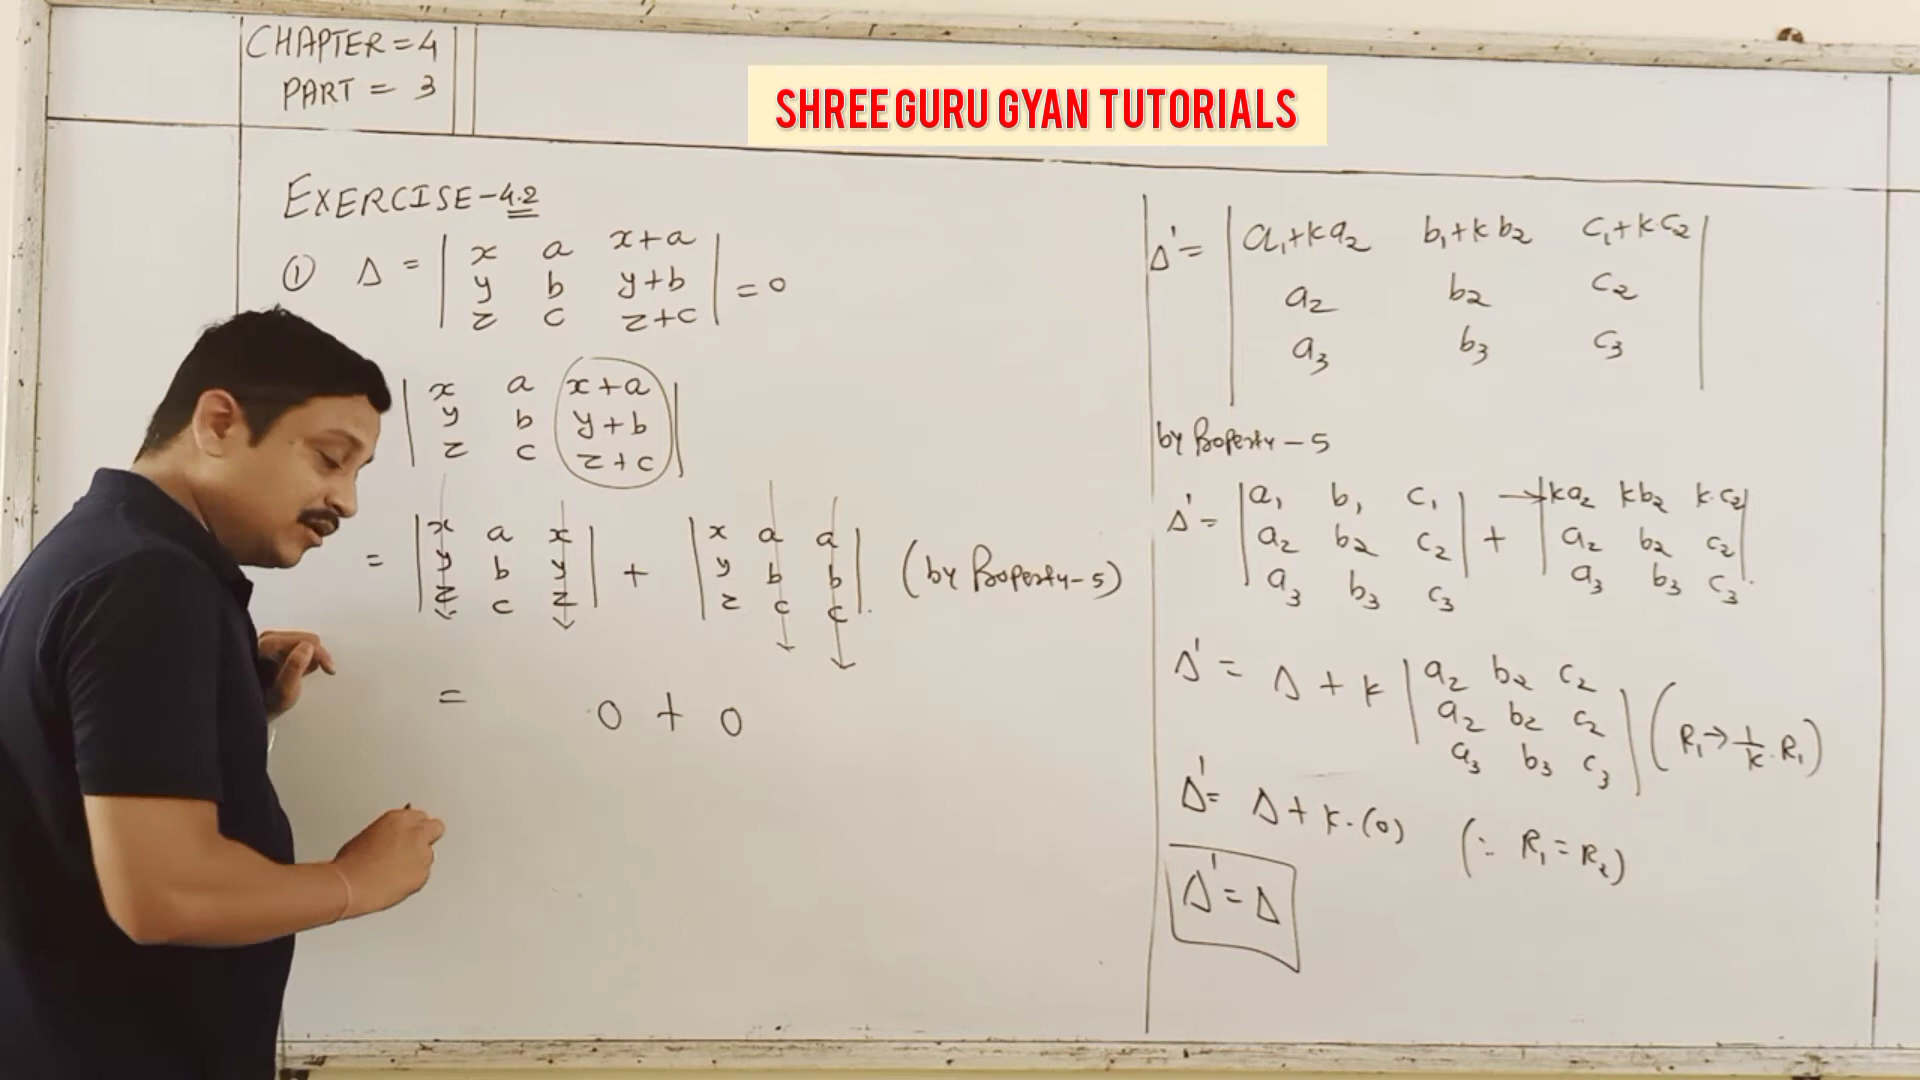 CHAPTER = 4
PART = 3
SHREE GURU GYAN TUTORIALS
EXERCISE-4.2
① Δ = | x a x+a |
| y b y+b | = 0
| z c z+c |
| x a x+a |
| y b y+b |
| z c z+c |
= | x a x | + | x a a | (by Property-5)
| y b y | | y b b |
| z c z | | z c c |
= 0 + 0
Δ' = | a₁+ka₂ b₁+kb₂ c₁+k.c₂ |
| a₂ b₂ c₂ |
| a₃ b₃ c₃ |
by Property-5
Δ' = | a₁ b₁ c₁ | + → | ka₂ kb₂ k.c₂ |
| a₂ b₂ c₂ | | a₂ b₂ c₂ |
| a₃ b₃ c₃ | | a₃ b₃ c₃ |
Δ' = Δ + k | a₂ b₂ c₂ |
| a₂ b₂ c₂ | (R₁→1/k.R₁)
| a₃ b₃ c₃ |
Δ' = Δ + k.(0) (∵ R₁ = R₂)
Δ' = Δ